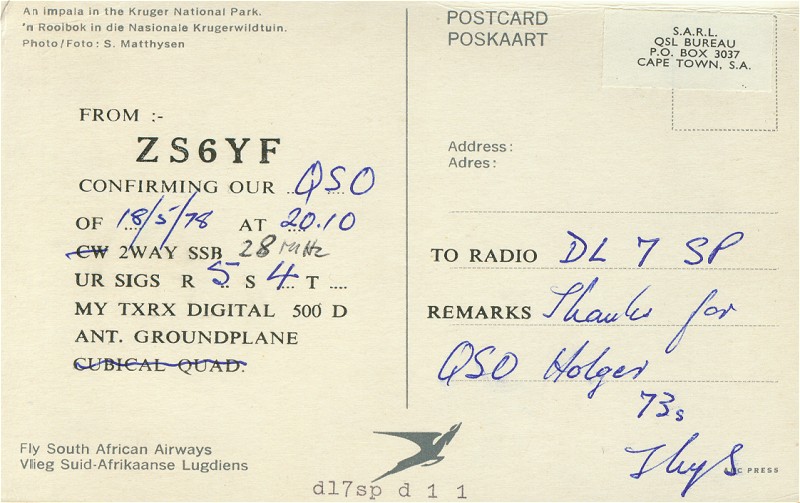 An impala in the Kruger National Park.
'n Rooibok in die Nasionale Krugerwildtuin.
Photo/Foto: S. Matthysen
FROM :-
ZS6YF
CONFIRMING OUR QSO
OF 18/5/78 AT 20.10
CW 2WAY SSB 28 MHz
UR SIGS R 5 S 4 T ....
MY TXRX DIGITAL 500 D
ANT. GROUNDPLANE
CUBICAL QUAD.
Fly South African Airways
Vlieg Suid-Afrikaanse Lugdiens
POSTCARD
POSKAART
S.A.R.L.
QSL BUREAU
P.O. BOX 3037
CAPE TOWN, S.A.
Address:
Adres:
TO RADIO DL 7 SP
REMARKS Thanks for
QSO Holger
73s
Thys
PRESS
dl7sp d 1 1